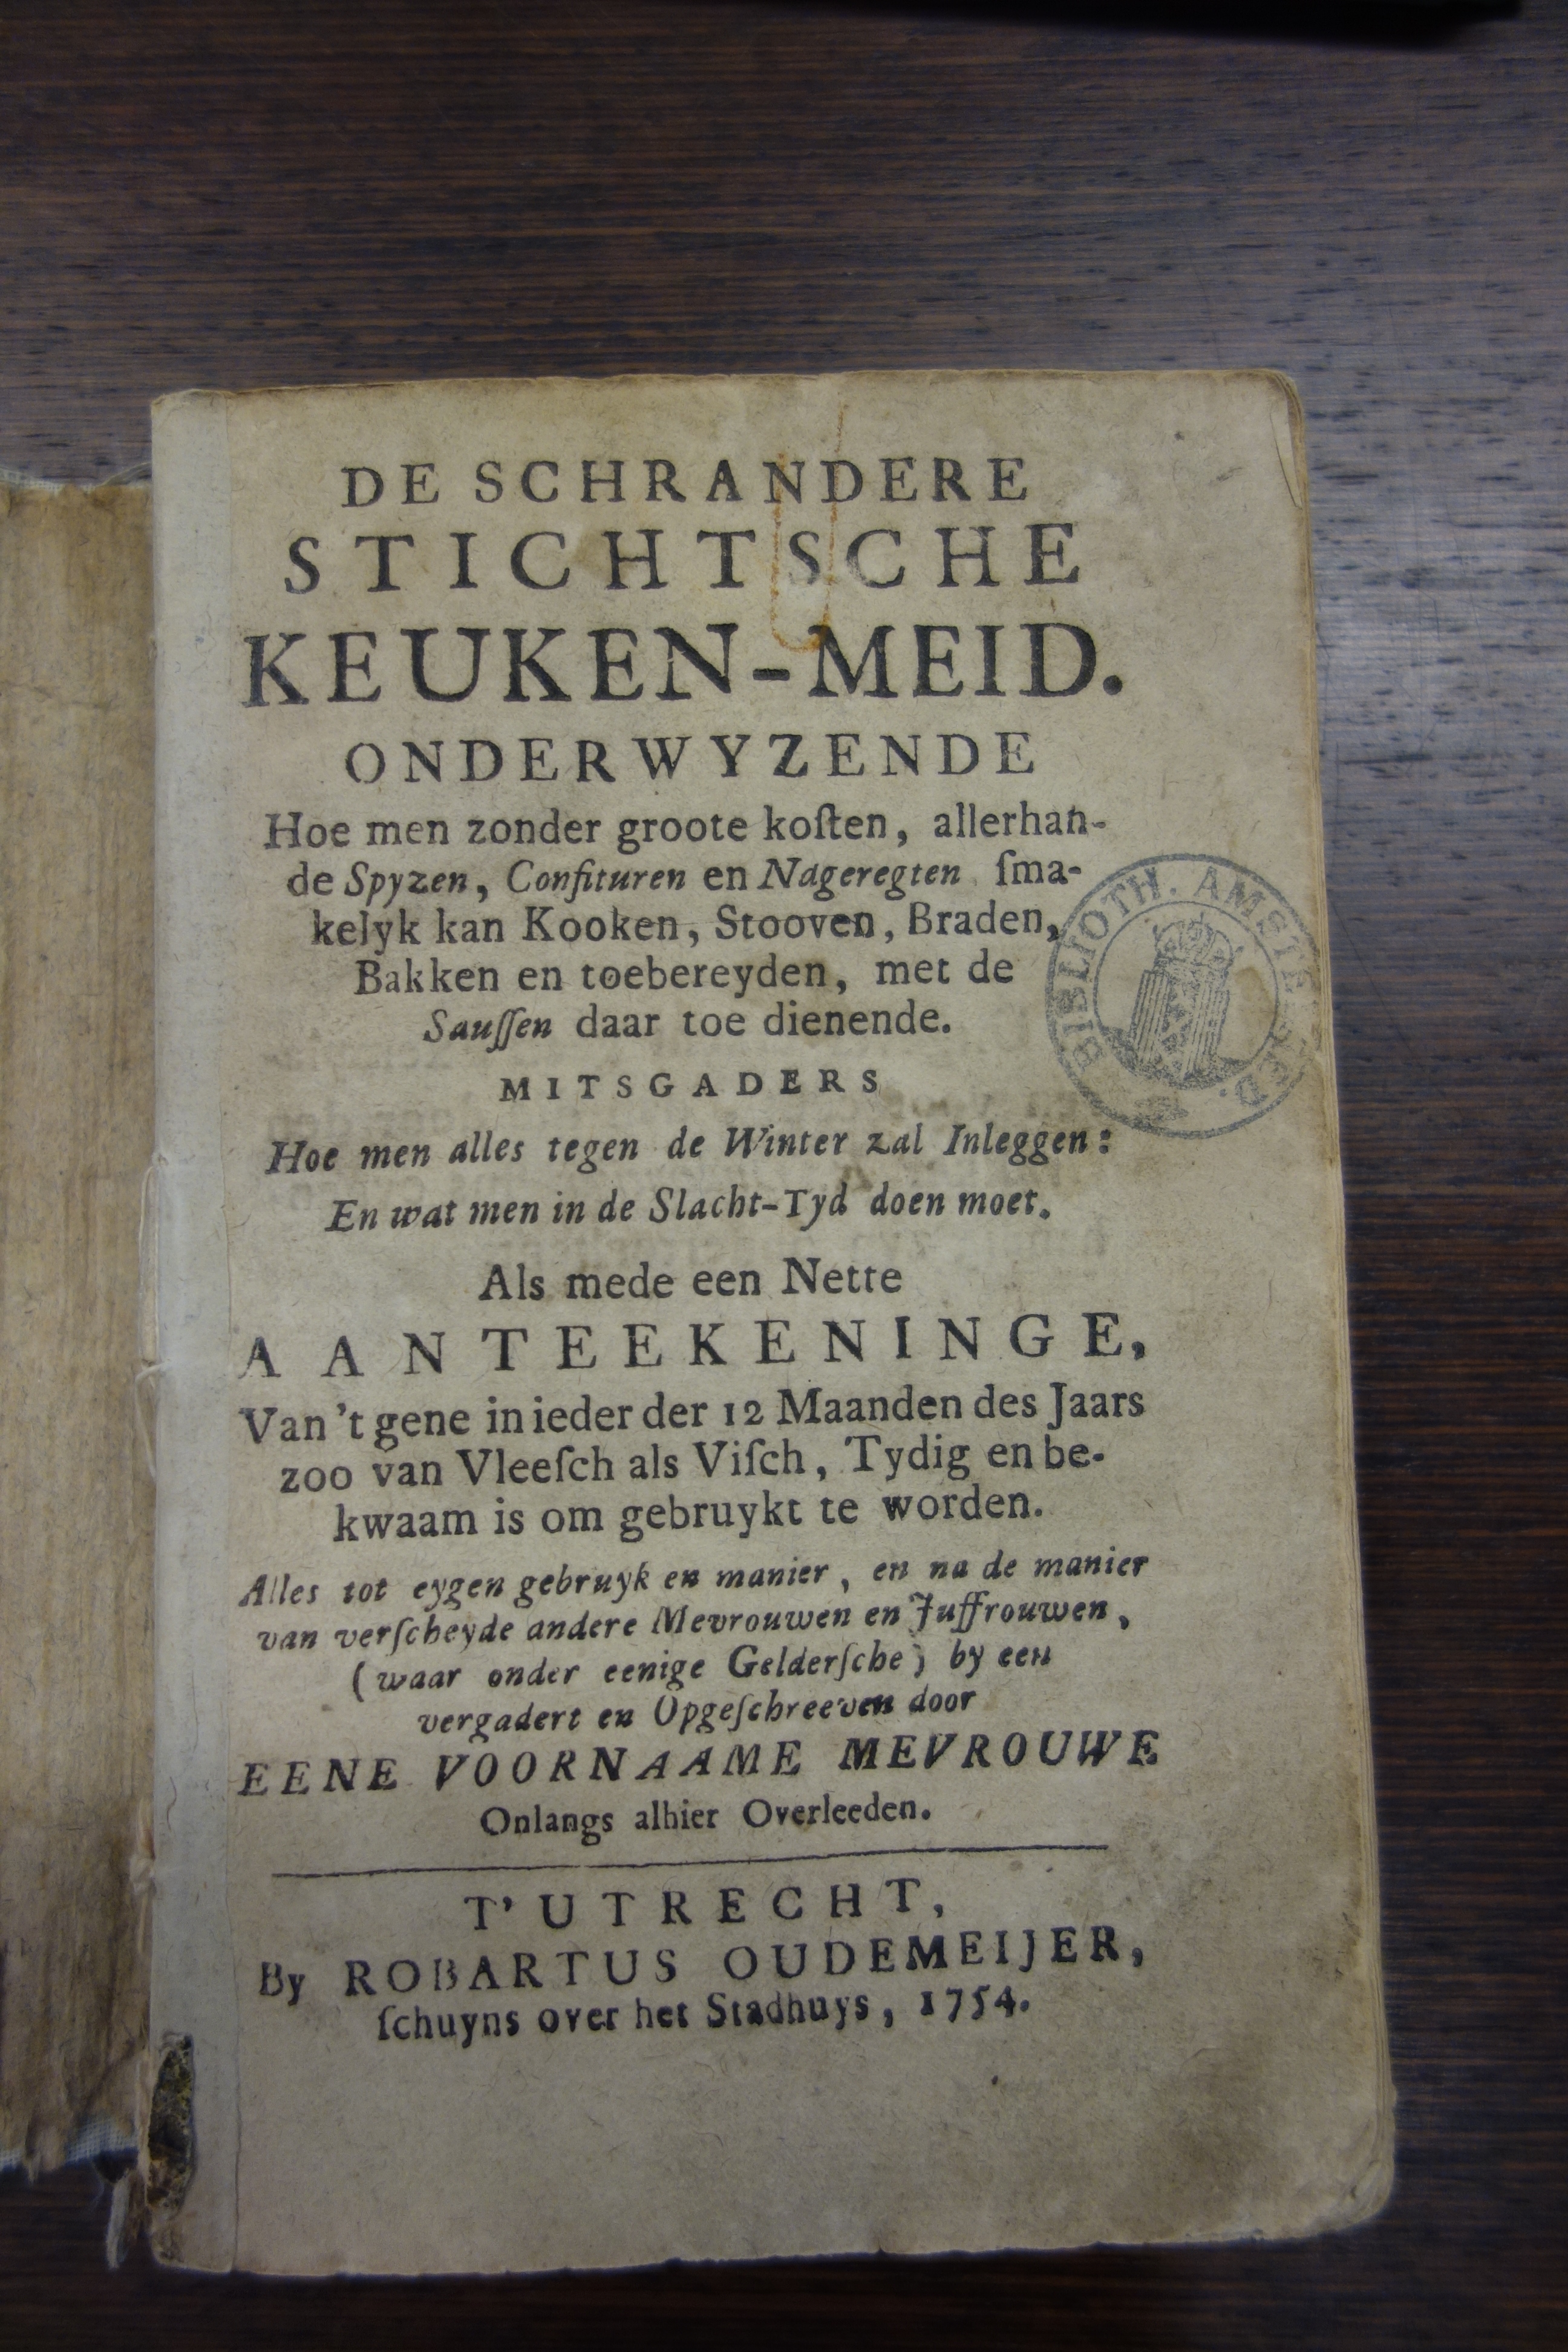 DE SCHRANDERE
STICHTSCHE
KEUKEN-MEID.
ONDERWYZENDE
Hoe men zonder groote koſten, allerhan-
de Spyzen, Confituren en Nageregten ſma-
kelyk kan Kooken, Stooven, Braden,
Bakken en toebereyden, met de
Sauſſen daar toe dienende.
MITSGADERS
Hoe men alles tegen de Winter zal Inleggen:
En wat men in de Slacht-Tyd doen moet.
Als mede een Nette
AANTEEKENINGE,
Van 't gene in ieder der 12 Maanden des Jaars
zoo van Vleeſch als Viſch, Tydig en be-
kwaam is om gebruykt te worden.
Alles tot eygen gebruyk en manier, en na de manier
van verſcheyde andere Mevrouwen en Juffrouwen,
(waar onder eenige Gelderſche) by een
vergadert en Opgeſchreeven door
EENE VOORNAAME MEVROUWE
Onlangs alhier Overleeden.
T'UTRECHT,
By ROBARTUS OUDEMEIJER,
ſchuyns over het Stadhuys, 1754.
BIBLIOTH. AMST